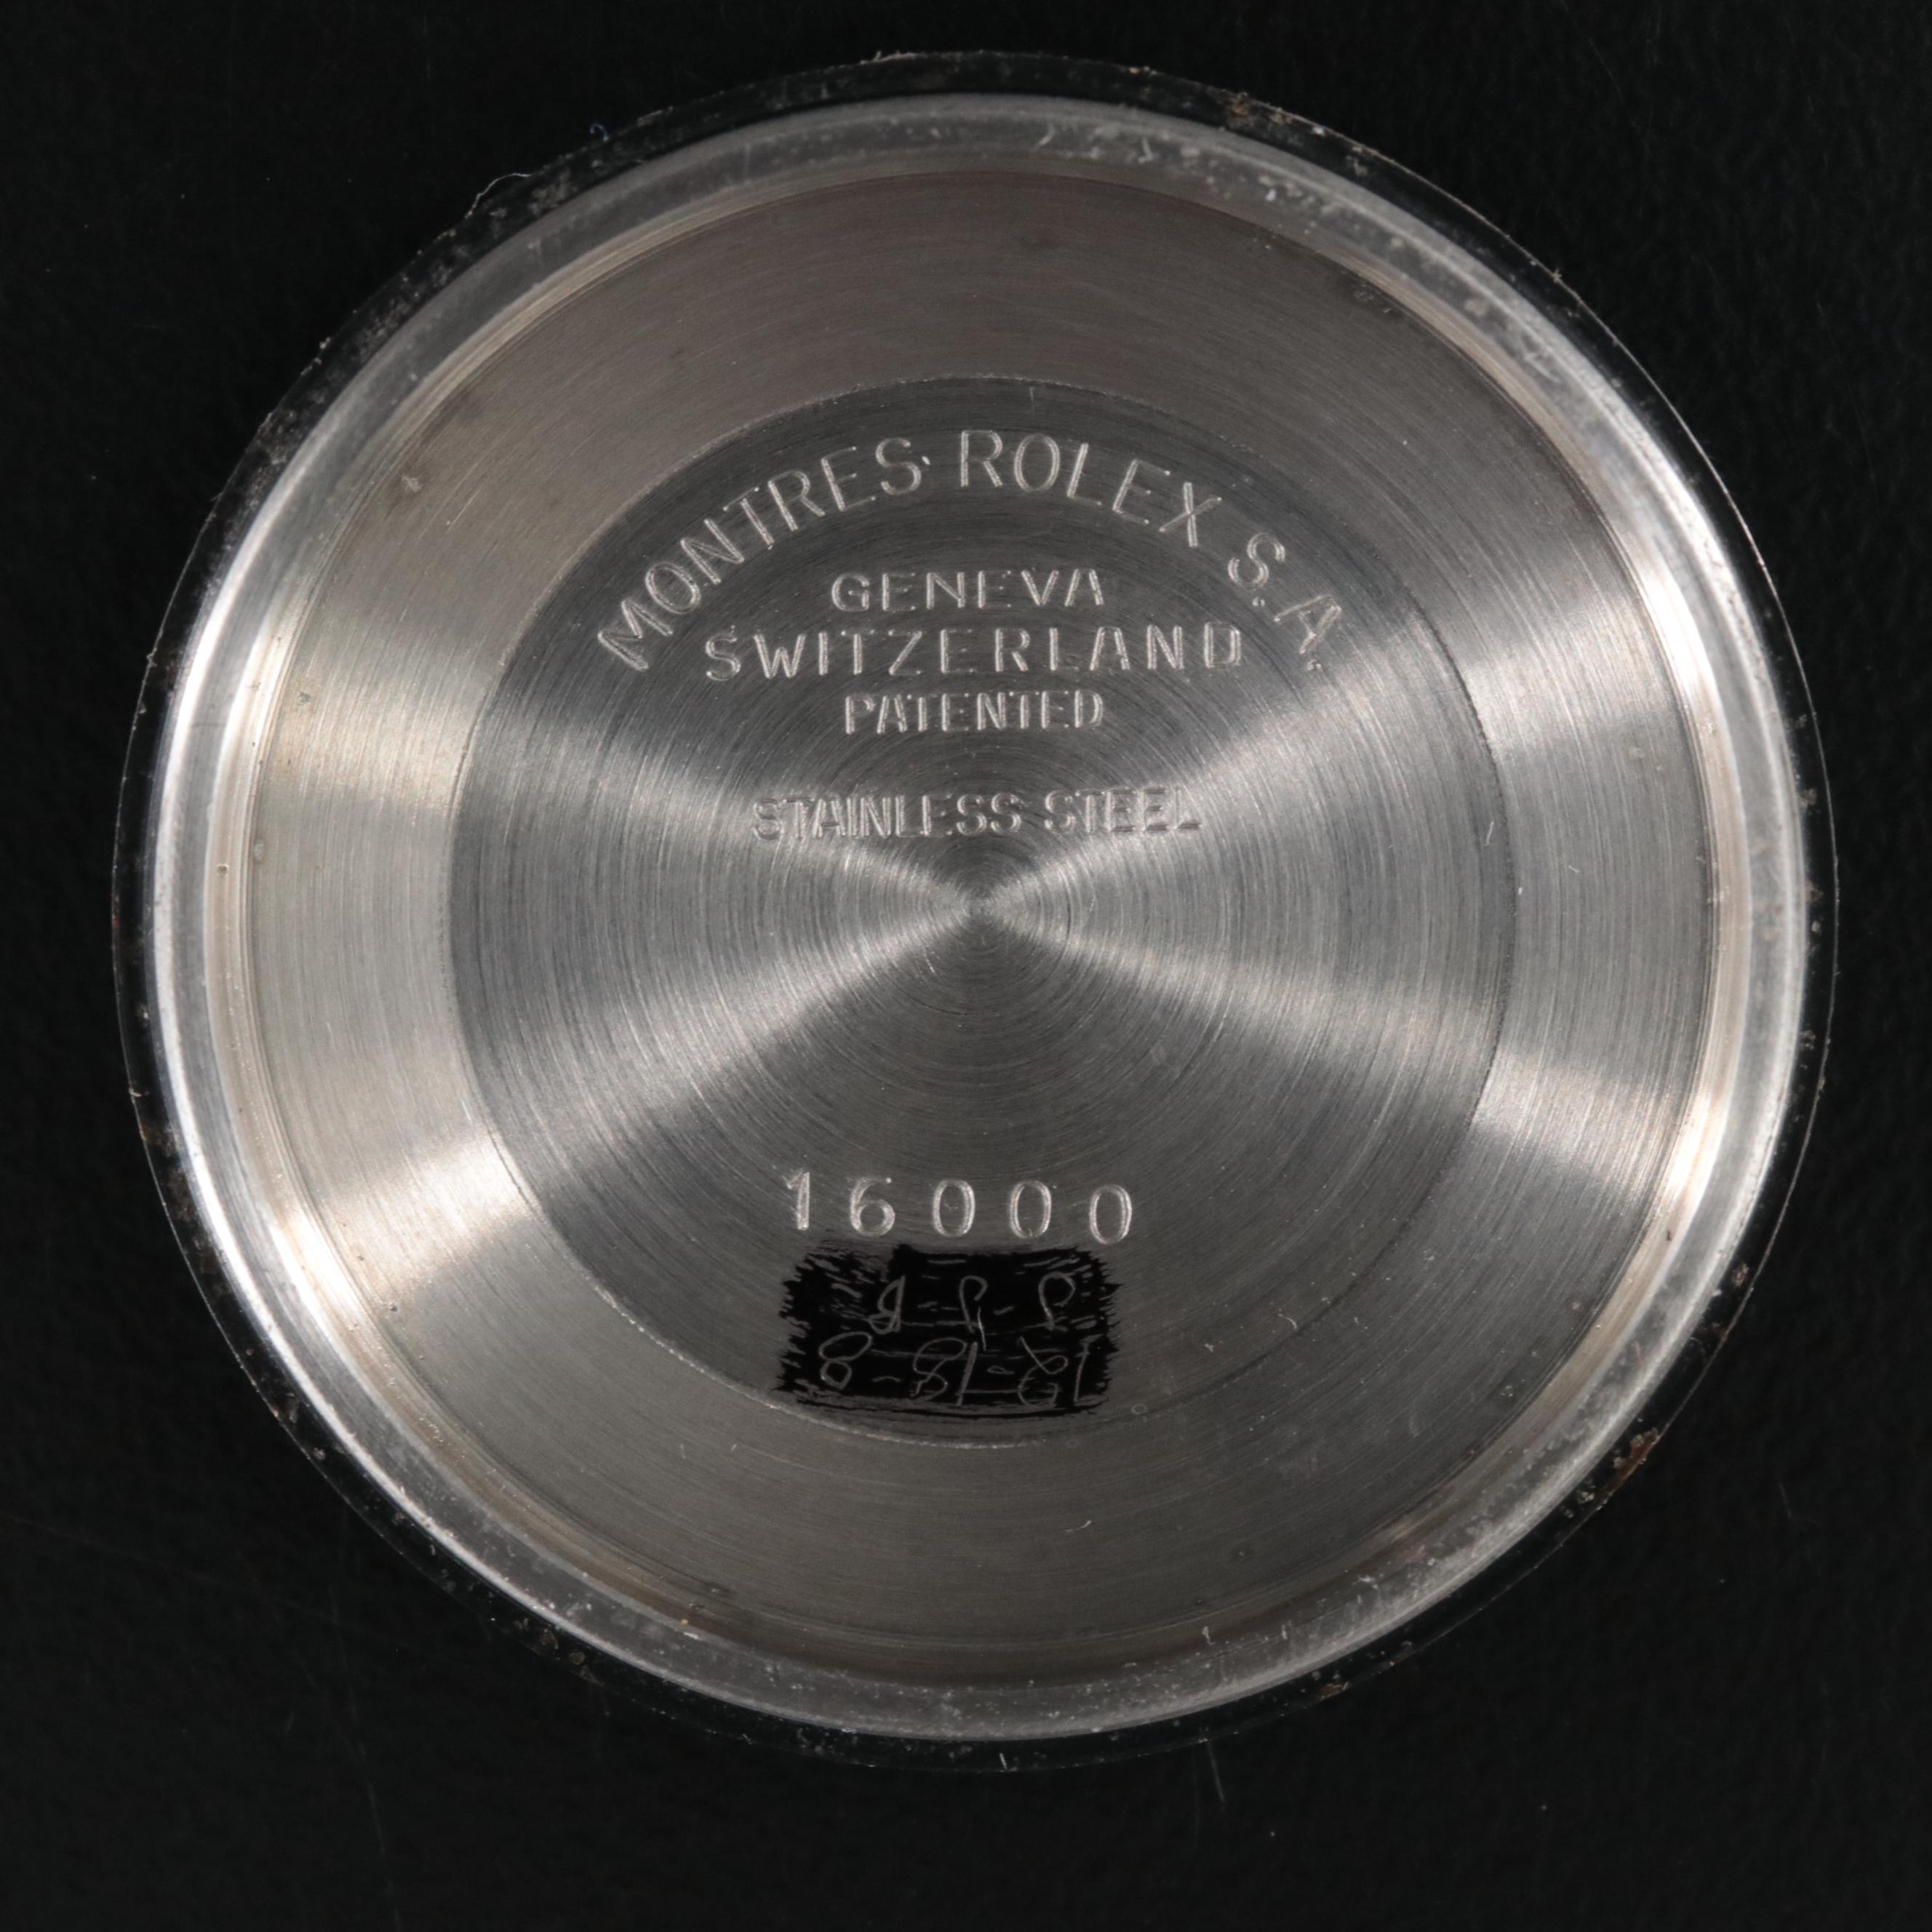 MONTRES ROLEX S.A.
GENEVA
SWITZERLAND
PATENTED
STAINLESS STEEL
16000